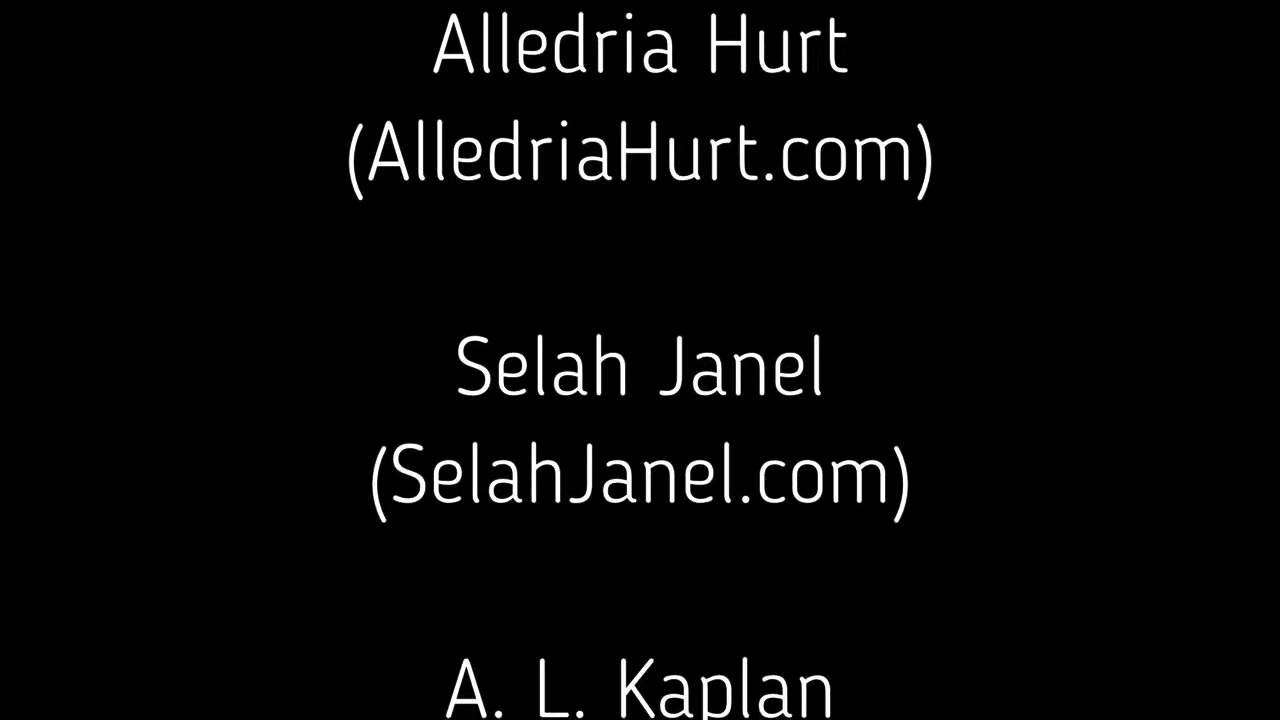 Alledria Hurt
(AlledriaHurt.com)
Selah Janel
(SelahJanel.com)
A. L. Kaplan